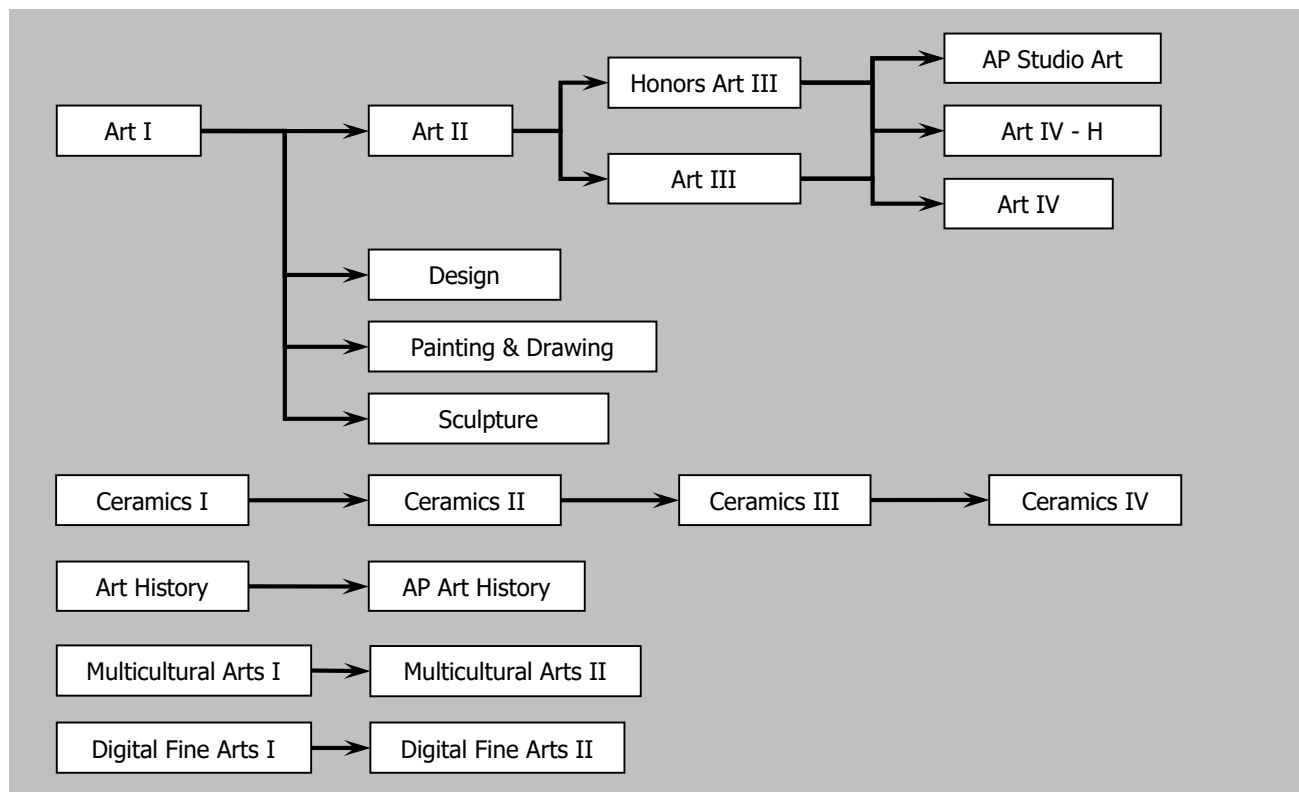 AP Studio Art
Honors Art III
Art I
Art II
Art IV - H
Art III
Art IV
Design
Painting & Drawing
Sculpture
Ceramics I
Ceramics II
Ceramics III
Ceramics IV
Art History
AP Art History
Multicultural Arts I
Multicultural Arts II
Digital Fine Arts I
Digital Fine Arts II